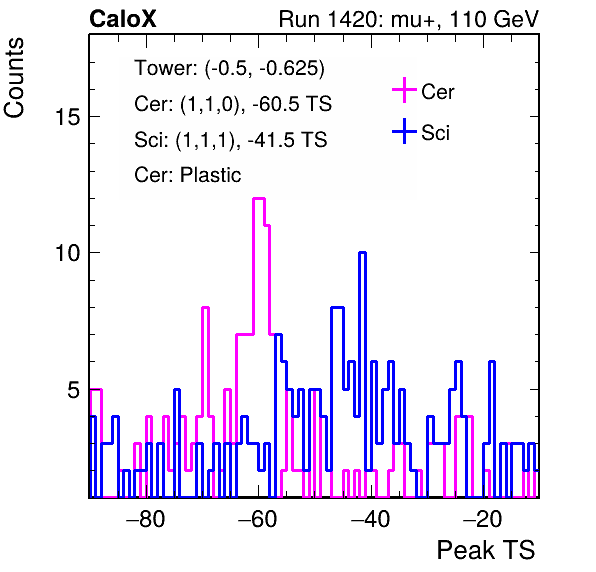 CaloX Run 1420: mu+, 110 GeV
Counts
Tower: (-0.5, -0.625)
Cer: (1,1,0), -60.5 TS
Sci: (1,1,1), -41.5 TS
Cer: Plastic
Cer
Sci
15
10
5
−80 −60 −40 −20
Peak TS